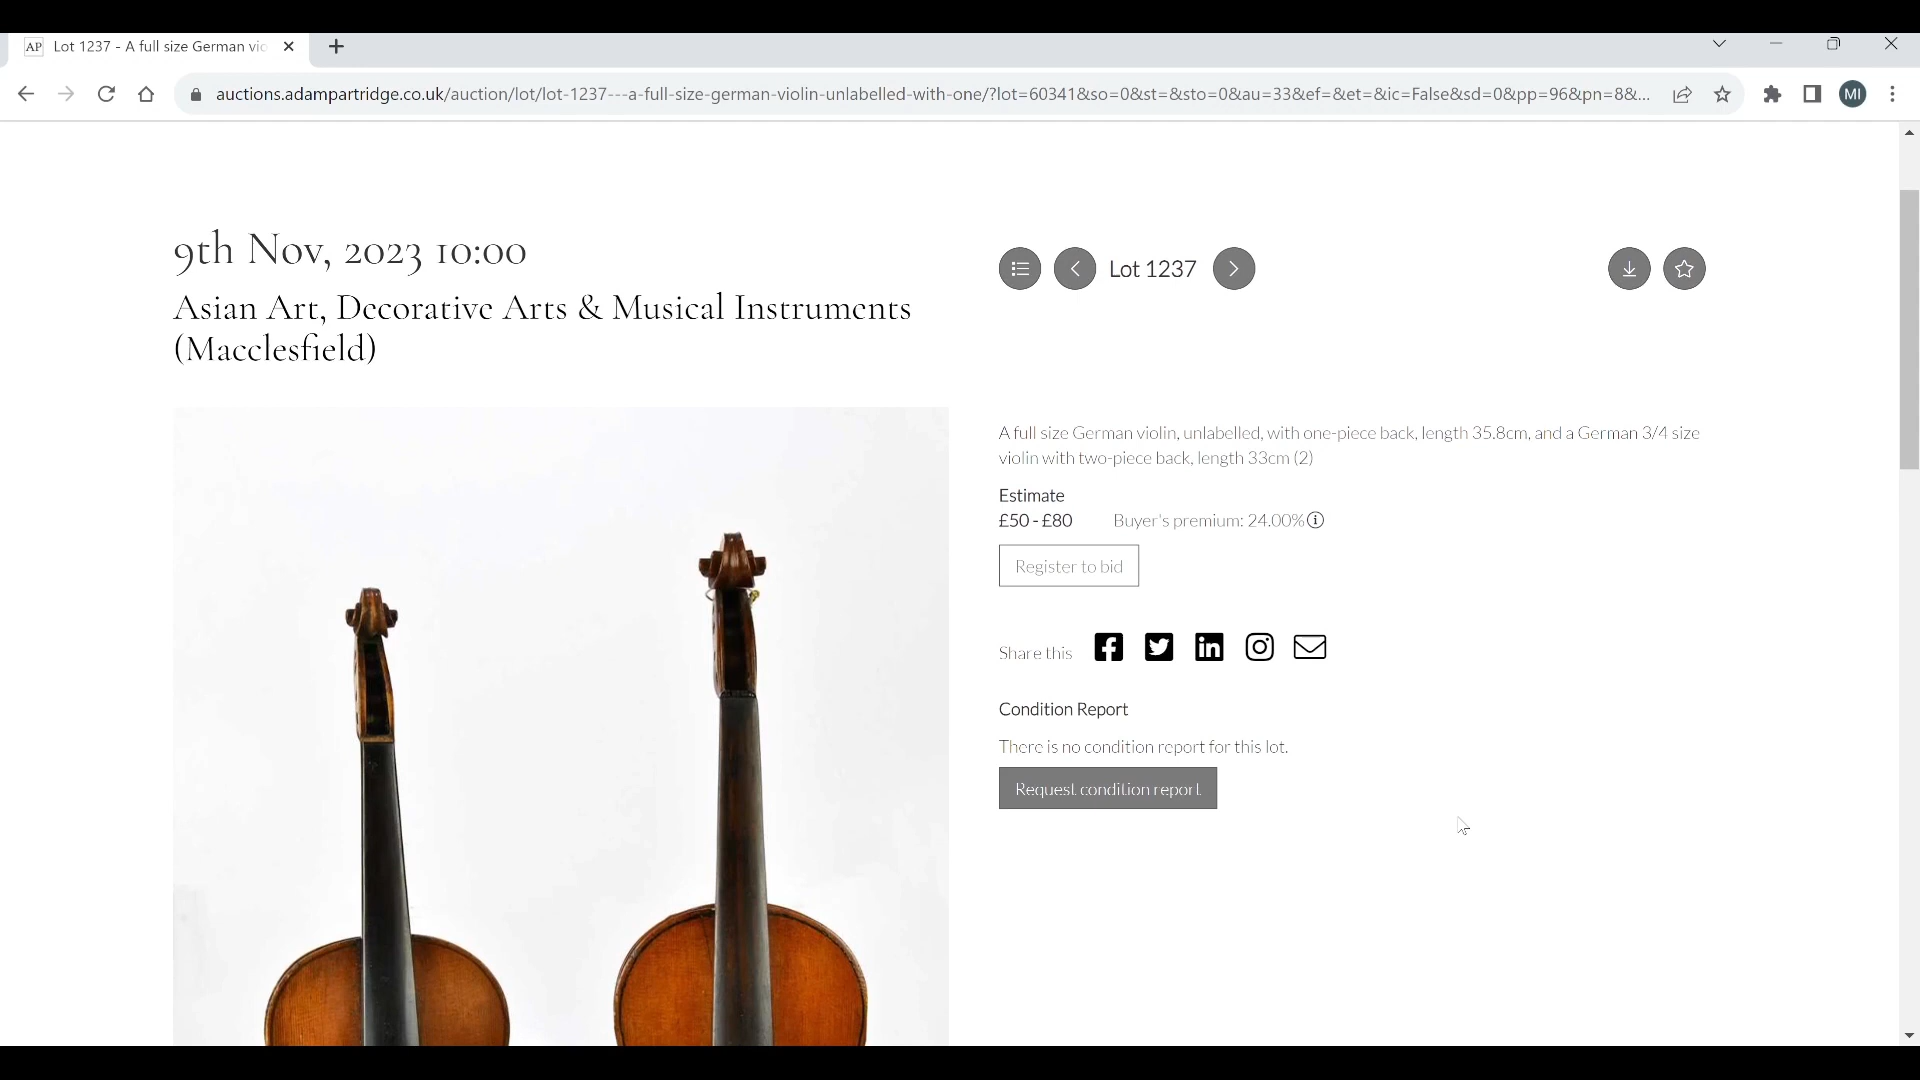 AP Lot 1237 - A full size German vio
auctions.adampartridge.co.uk/auction/lot/lot-1237---a-full-size-german-violin-unlabelled-with-one/?lot=60341&so=0&st=&sto=0&au=33&ef=&et=&ic=False&sd=0&pp=96&pn=8&...
MI
9th Nov, 2023 10:00
Lot 1237
Asian Art, Decorative Arts & Musical Instruments
(Macclesfield)
A full size German violin, unlabelled, with one-piece back, length 35.8cm, and a German 3/4 size
violin with two-piece back, length 33cm (2)
Estimate
£50 - £80 Buyer's premium: 24.00%
Register to bid
Share this
Condition Report
There is no condition report for this lot.
Request condition report